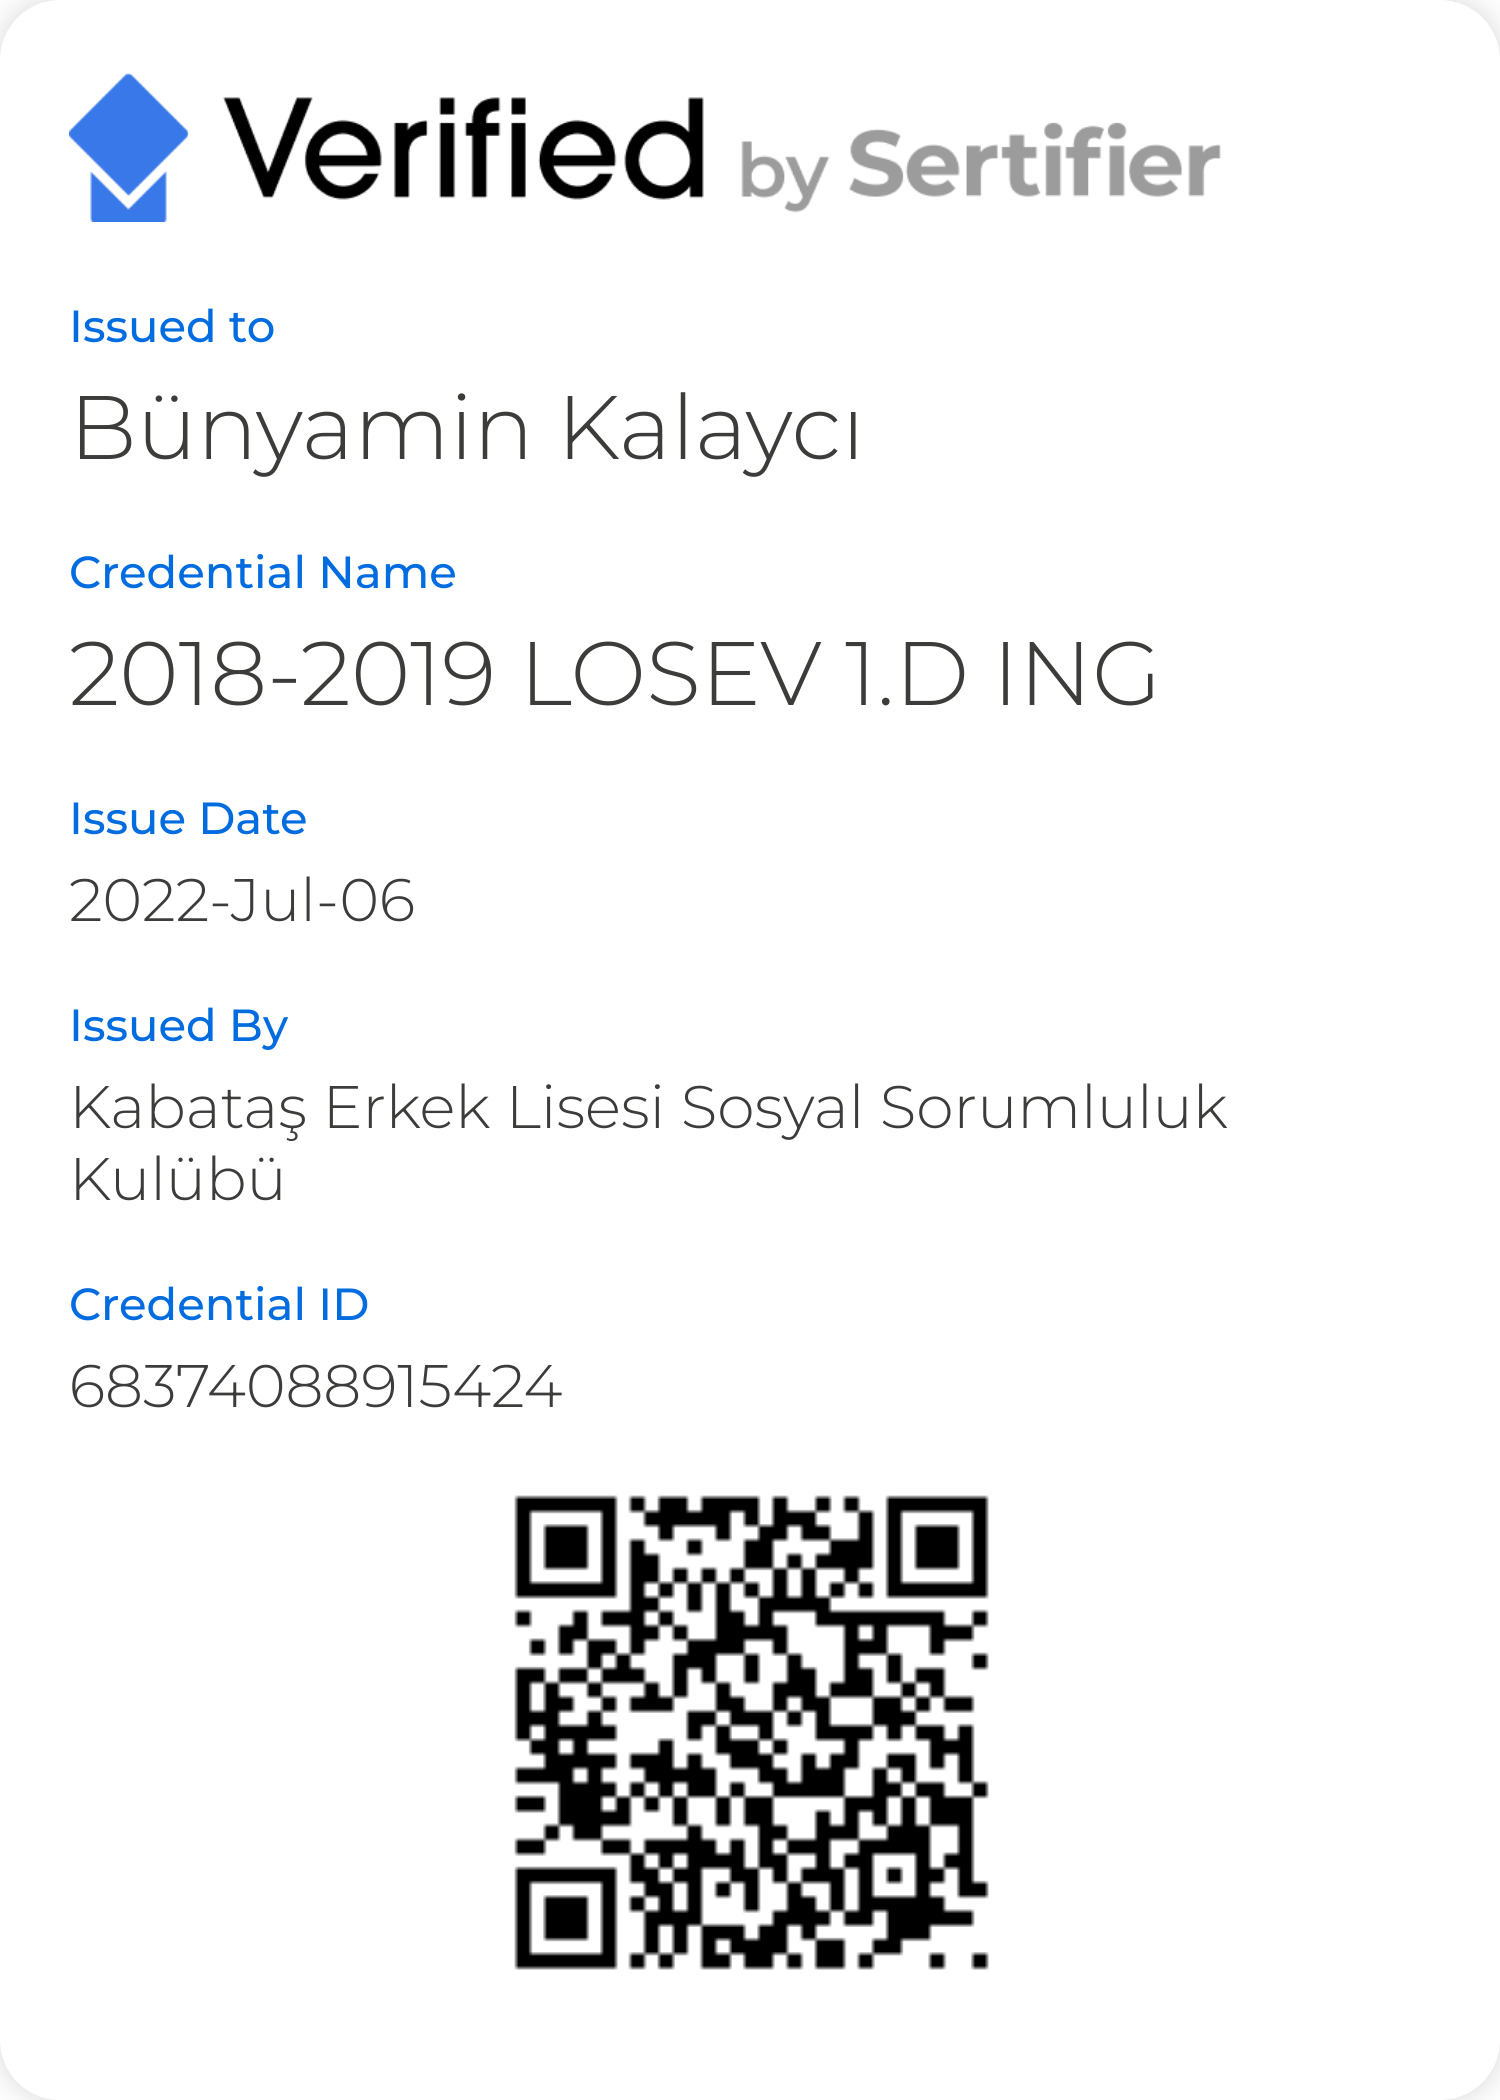 Verified by Sertifier
Issued to
Bünyamin Kalaycı
Credential Name
2018-2019 LOSEV 1.D ING
Issue Date
2022-Jul-06
Issued By
Kabataş Erkek Lisesi Sosyal Sorumluluk
Kulübü
Credential ID
68374088915424